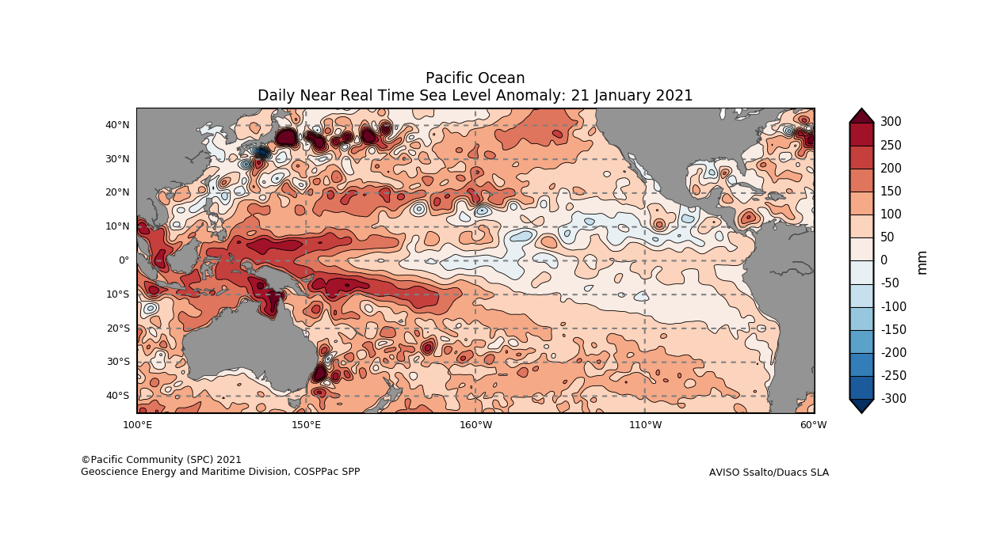 Pacific Ocean
Daily Near Real Time Sea Level Anomaly: 21 January 2021
40°N
30°N
20°N
10°N
0°
10°S
20°S
30°S
40°S
100°E 150°E 160°W 110°W 60°W
300
250
200
150
100
50
0
-50
-100
-150
-200
-250
-300
mm
©Pacific Community (SPC) 2021
Geoscience Energy and Maritime Division, COSPPac SPP
AVISO Ssalto/Duacs SLA